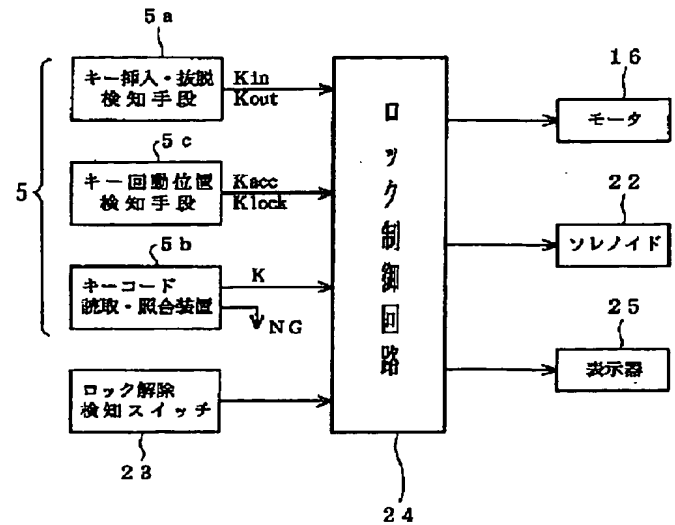 5a
キー挿入・抜脱
検知手段
Kin
Kout
5
5c
キー回動位置
検知手段
Kacc
Klock
5b
キーコード
読取・照合装置
K
NG
ロック解除
検知スイッチ
23
ロック制御回路
24
16
モータ
22
ソレノイド
25
表示器